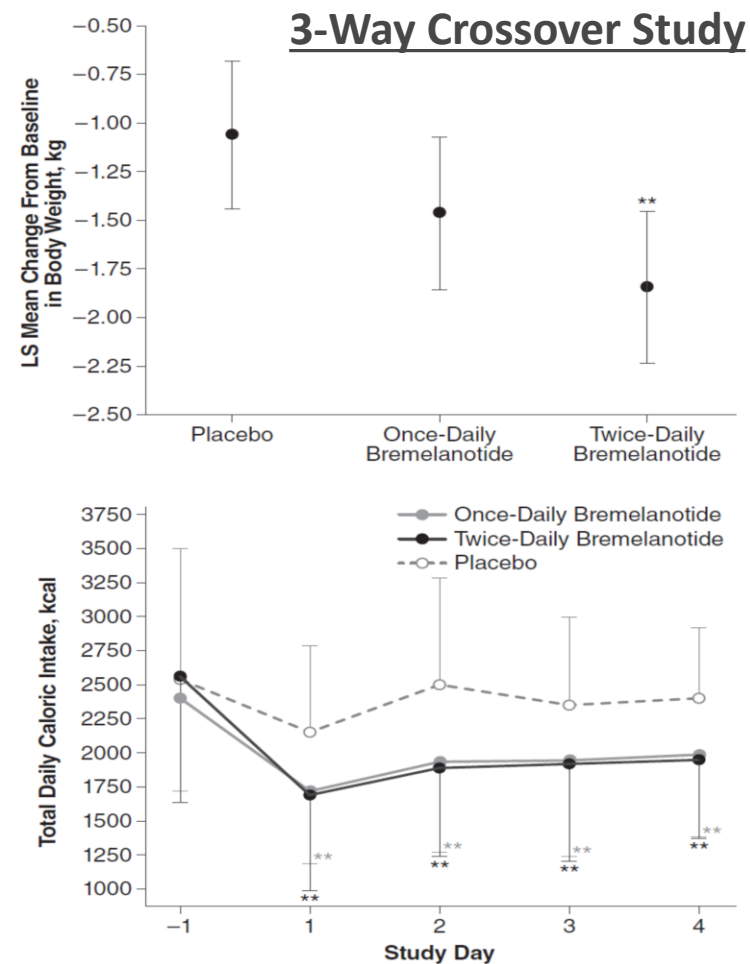 3-Way Crossover Study
LS Mean Change From Baseline
in Body Weight, kg
−0.50
−0.75
−1.00
−1.25
−1.50
−1.75
−2.00
−2.25
−2.50
**
Placebo
Once-Daily
Bremelanotide
Twice-Daily
Bremelanotide
Total Daily Caloric Intake, kcal
3750
3500
3250
3000
2750
2500
2250
2000
1750
1500
1250
1000
Once-Daily Bremelanotide
Twice-Daily Bremelanotide
Placebo
**
**
**
**
**
**
**
**
−1 1 2 3 4
Study Day